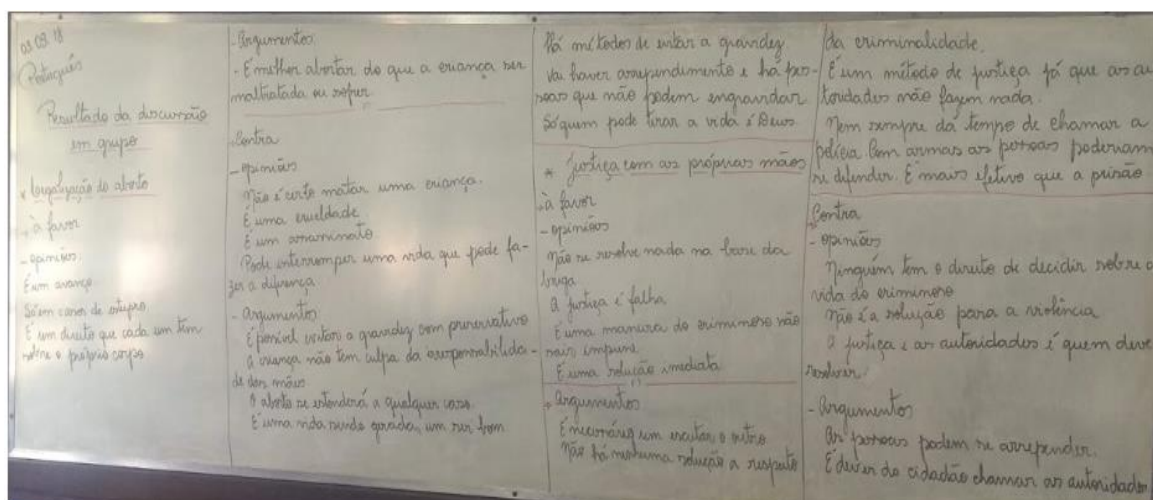 03.09.18
Português
Resultado da discursão
em grupo
* Legalização do aborto
→ à favor
- opiniões.
É um avanço
Só em casos de estupro
É um direito que cada um tem
sobre o próprio corpo
- Argumentos
- É melhor abortar do que a criança ser
maltratada ou sofrer
Contra
- opiniões
Não é certo matar uma criança.
É uma crueldade.
É um assassinato.
Pode interromper uma vida que pode fa-
zer a diferença
- argumentos
É possível evitar a gravidez com preservativo
A criança não tem culpa da irresponsabilida-
de das mães
O aborto se estenderá a qualquer caso
É uma vida sendo gerada, um ser bom
Há métodos de evitar a gravidez
Vai haver arrependimento e há pes-
soas que não podem engravidar
Só quem pode tirar a vida é Deus
* Justiça com as próprias mãos
à favor
- opiniões
Não se resolve nada na base da
briga
A justiça é falha
É uma maneira do criminoso não
sair impune
É uma solução imediata
* Argumentos
É necessário um escutar o outro
Não há nenhuma solução a respeito
da criminalidade.
É um método de justiça já que as au
toridades não fazem nada.
Nem sempre dá tempo de chamar a
polícia. Com armas as pessoas poderiam
se defender. É mais efetivo que a prisão
Contra
- opiniões
Ninguém tem o direito de decidir sobre a
vida do criminoso
Não é a solução para a violência
A justiça e as autoridades é quem deve
resolver.
- Argumentos
As pessoas podem se arrepender.
É dever do cidadão chamar as autoridades